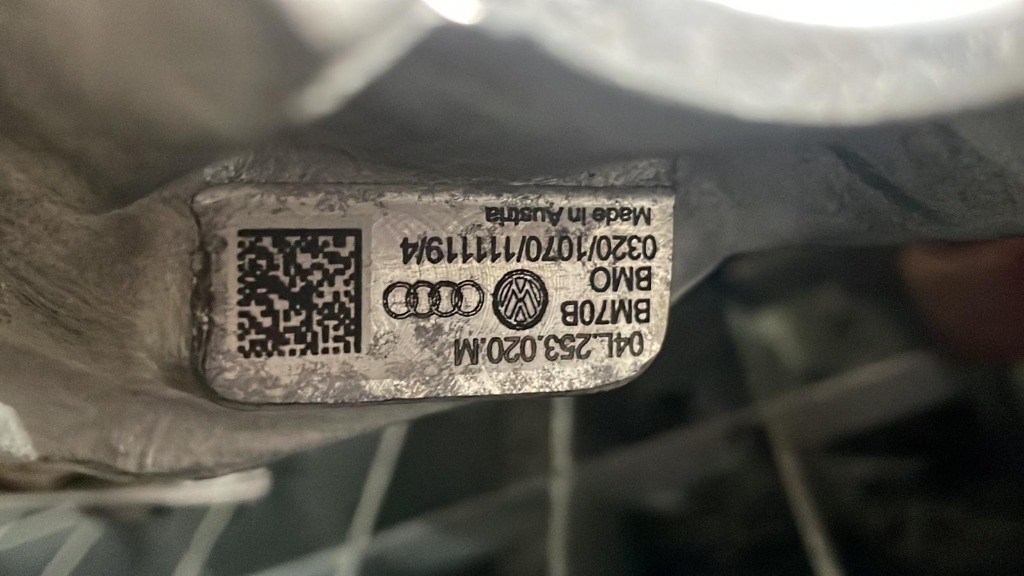 04L.253.020.M
BM70B
BMO
0320/1070/111119/4
Made in Austria